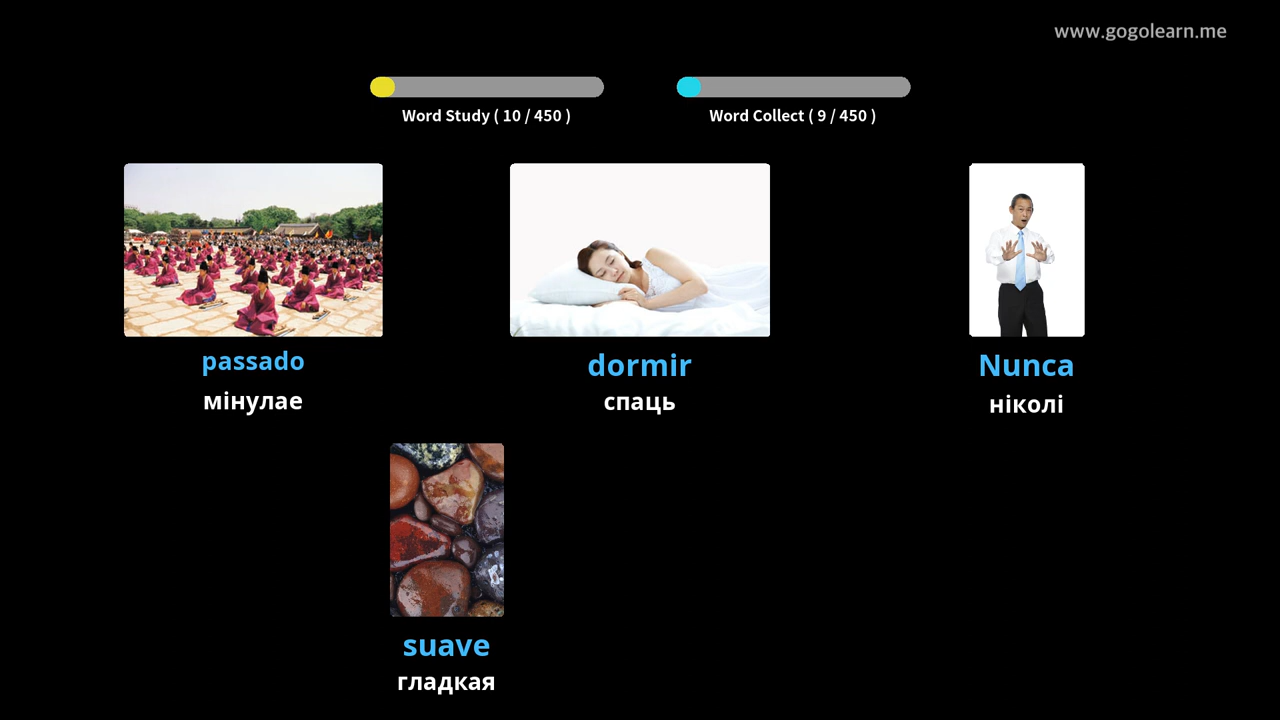 www.gogolearn.me
Word Study ( 10 / 450 )
Word Collect ( 9 / 450 )
passado
мінулае
dormir
спаць
Nunca
ніколі
suave
гладкая